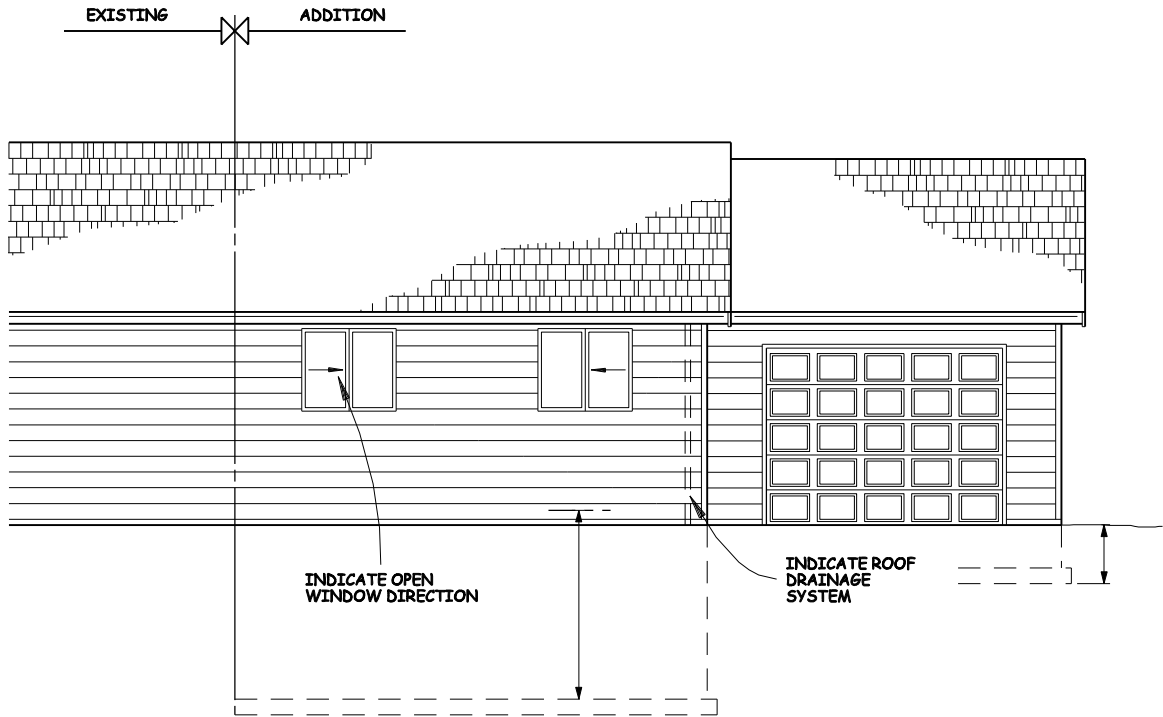 EXISTING
ADDITION
INDICATE OPEN
WINDOW DIRECTION
INDICATE ROOF
DRAINAGE
SYSTEM